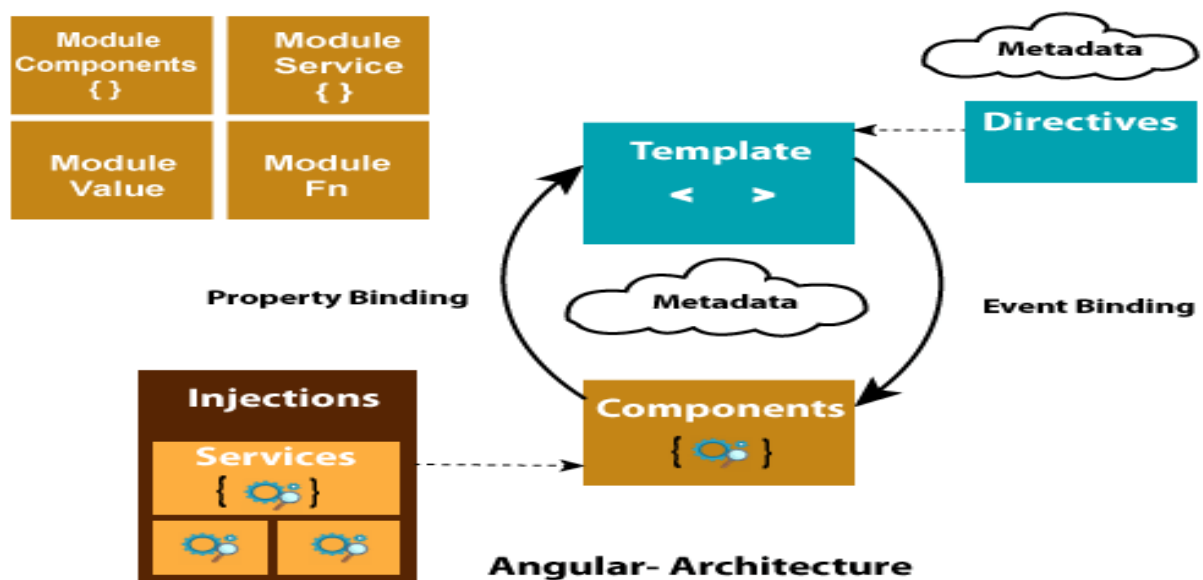 Module
Components
{ }
Module
Service
{ }
Module
Value
Module
Fn
Metadata
Directives
Template
< >
Property Binding
Metadata
Event Binding
Injections
Services
{ }
Components
{ }
Angular- Architecture